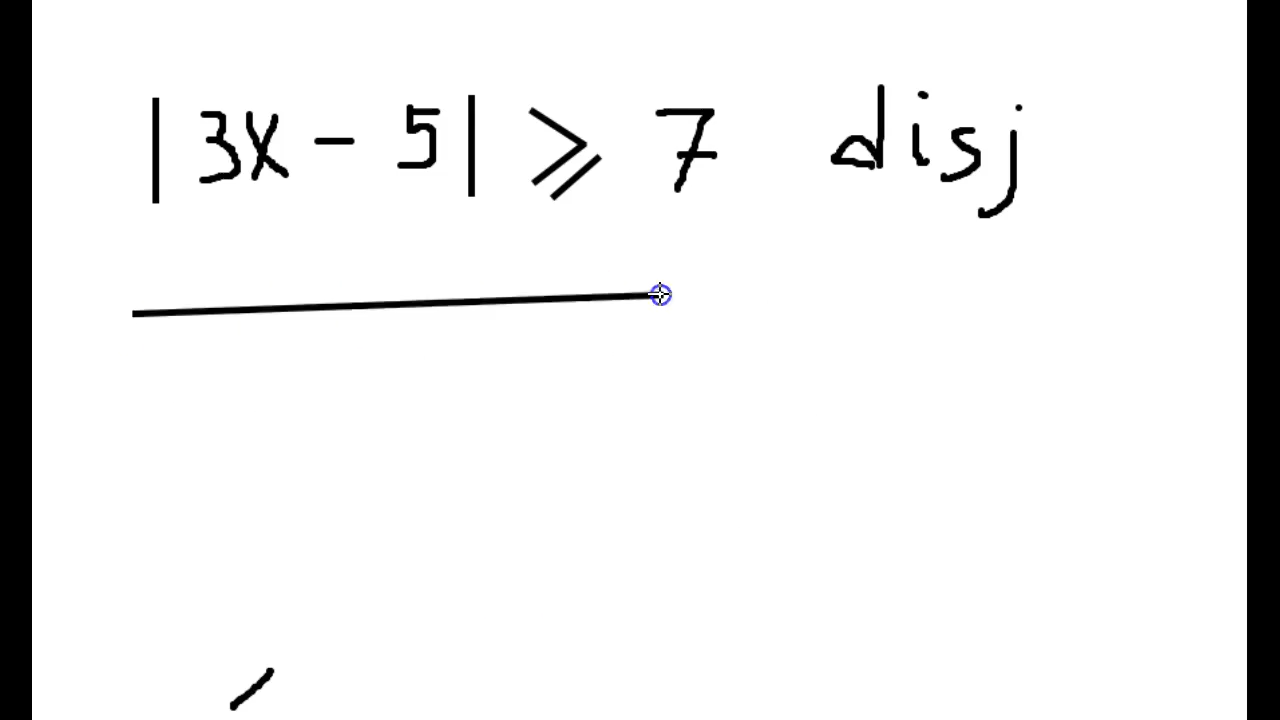 |3x - 5| ⩾ 7 disj